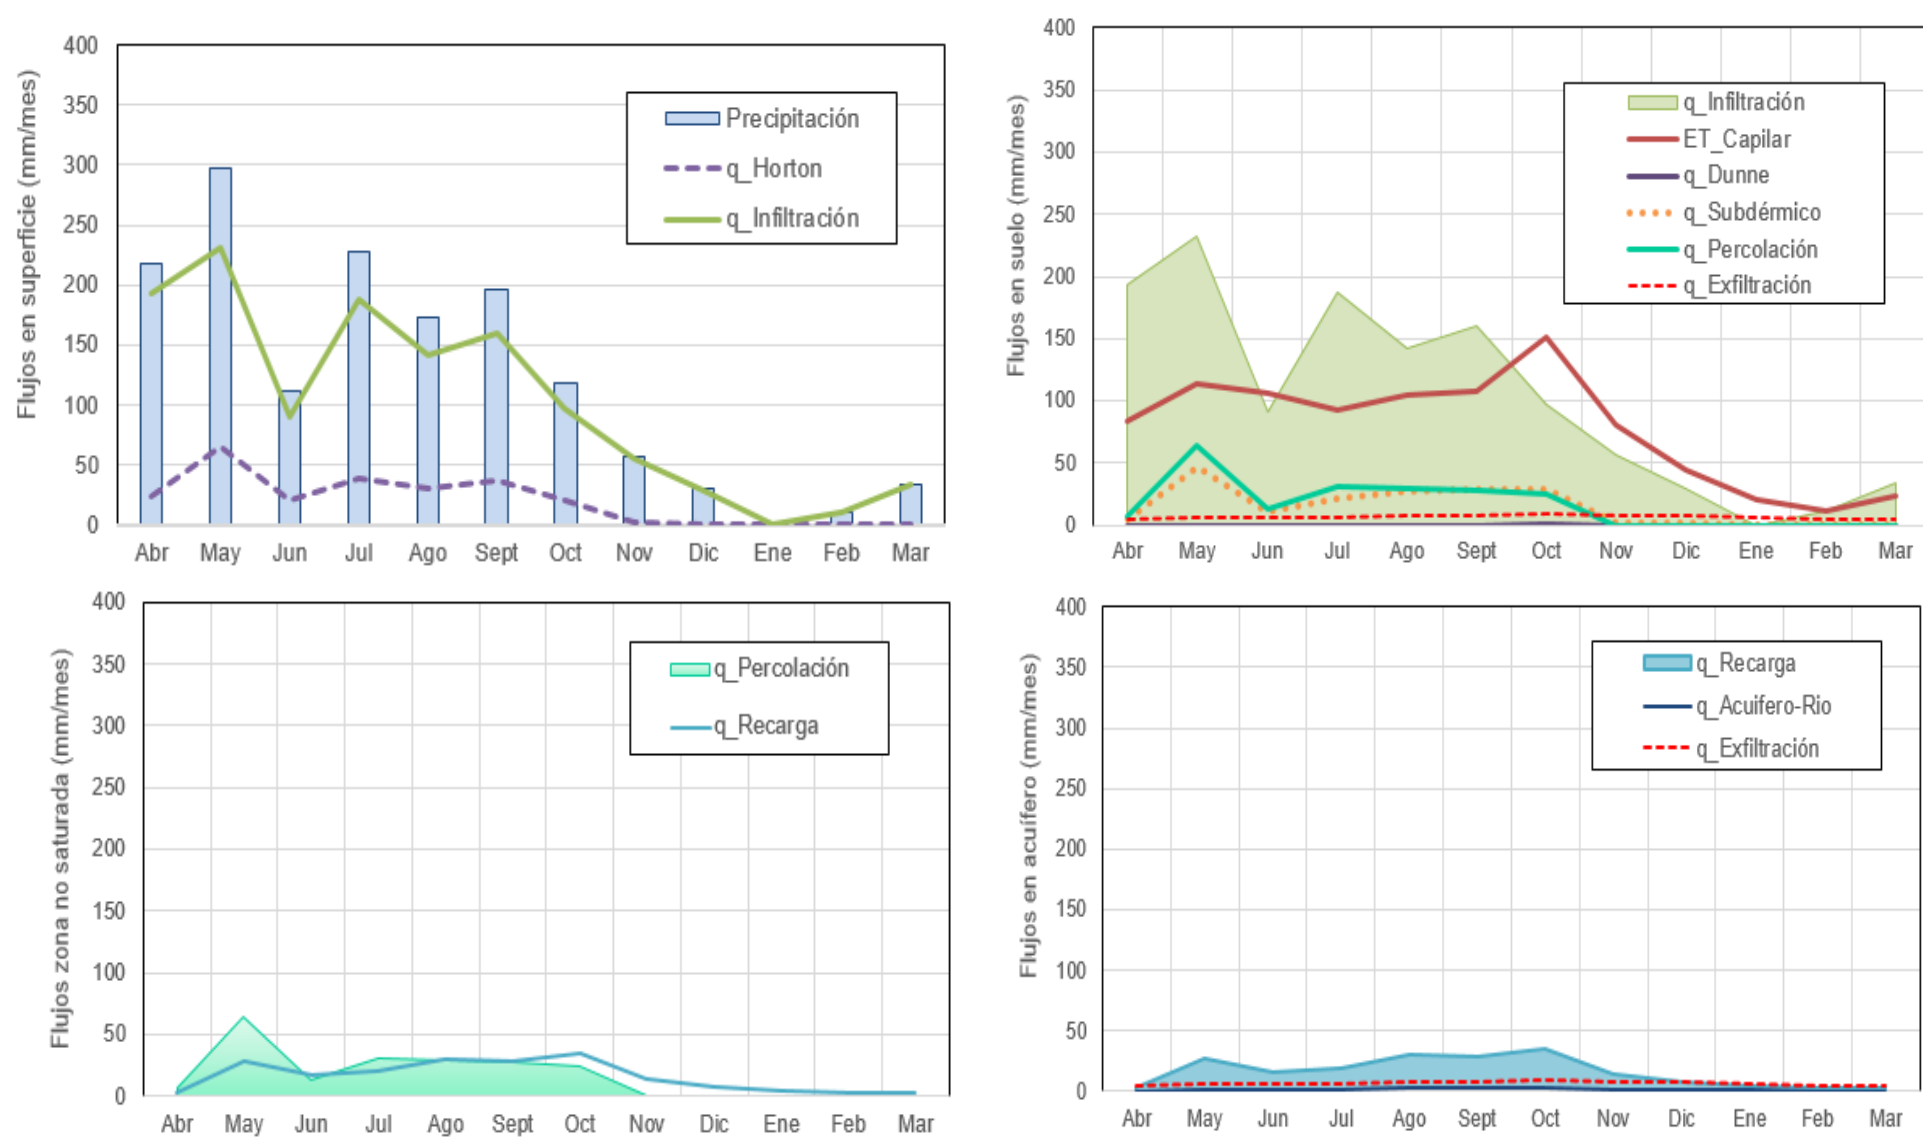 Flujos en superficie (mm/mes)
400
350
300
250
200
150
100
50
0
Precipitación
q_Horton
q_Infiltración
Abr May Jun Jul Ago Sept Oct Nov Dic Ene Feb Mar
Flujos en suelo (mm/mes)
400
350
300
250
200
150
100
50
0
q_Infiltración
ET_Capilar
q_Dunne
q_Subdérmico
q_Percolación
q_Exfiltración
Abr May Jun Jul Ago Sept Oct Nov Dic Ene Feb Mar
Flujos zona no saturada (mm/mes)
400
350
300
250
200
150
100
50
0
q_Percolación
q_Recarga
Abr May Jun Jul Ago Sept Oct Nov Dic Ene Feb Mar
Flujos en acuífero (mm/mes)
400
350
300
250
200
150
100
50
0
q_Recarga
q_Acuifero-Rio
q_Exfiltración
Abr May Jun Jul Ago Sept Oct Nov Dic Ene Feb Mar